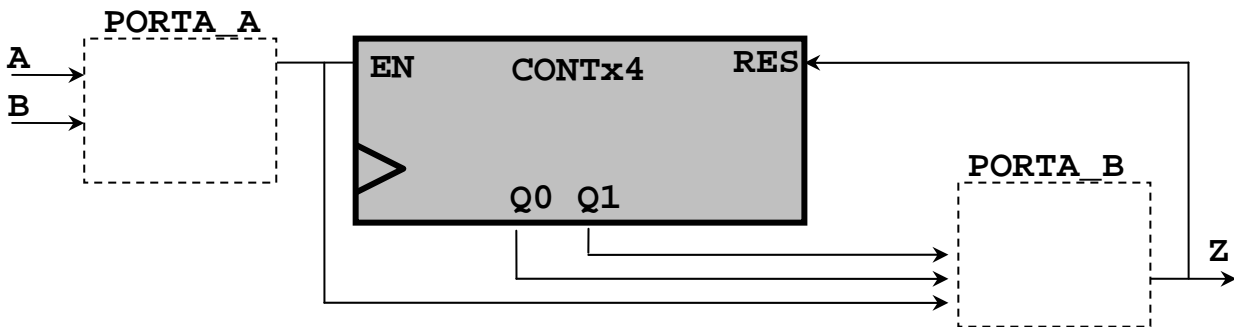 PORTA_A
A
B
EN
CONTx4
RES
Q0 Q1
PORTA_B
Z